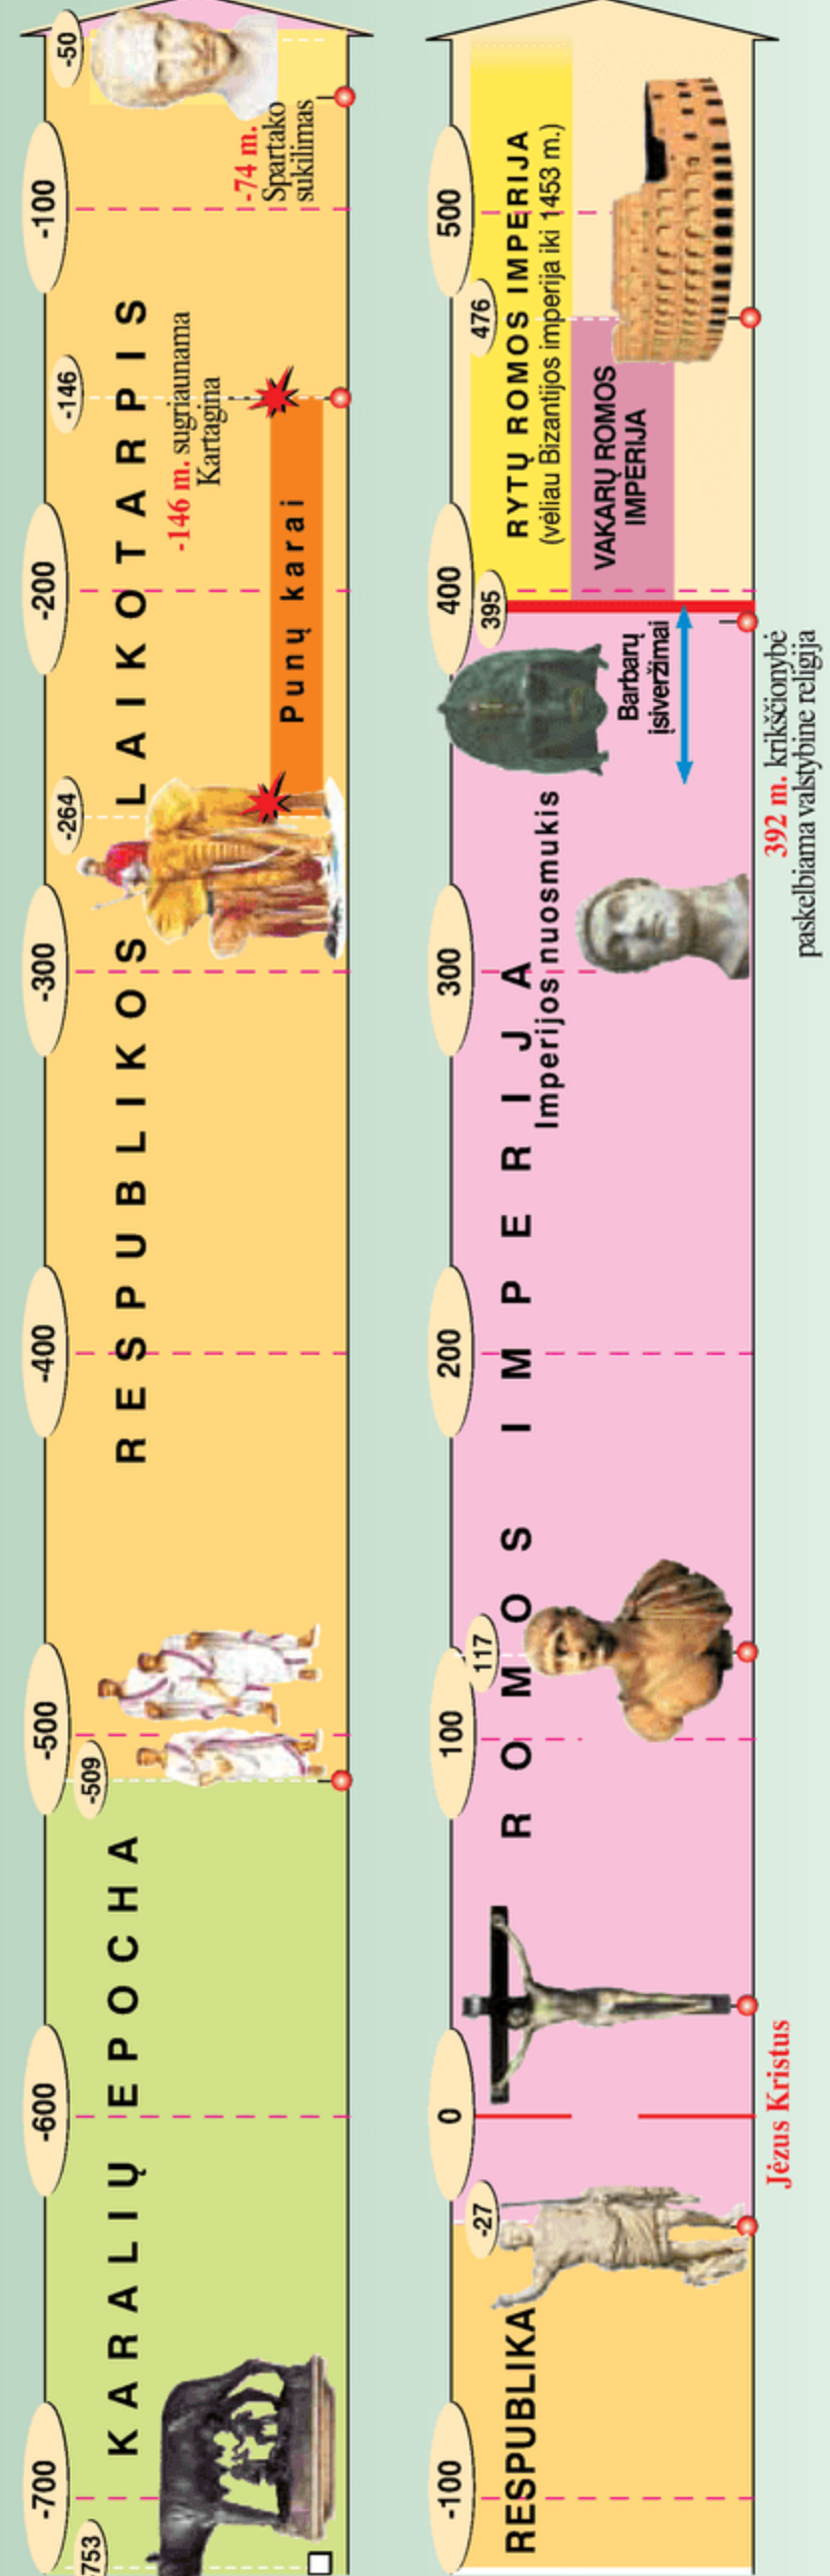 753
-700
-600
-500
-509
-400
-300
-264
-200
-146
-100
-50
KARALIŲ EPOCHA
RESPUBLIKOS LAIKOTARPIS
Punų karai
-146 m. sugriaunama
Kartagina
-74 m.
Spartako
sukilimas
-100
-27
0
100
117
200
300
400
395
476
500
RESPUBLIKA
ROMOS IMPERIJA
Imperijos nuosmukis
Barbarų
įsiveržimai
RYTŲ ROMOS IMPERIJA
(vėliau Bizantijos imperija iki 1453 m.)
VAKARŲ ROMOS
IMPERIJA
Jėzus Kristus
392 m. krikščionybė
paskelbiama valstybine religija